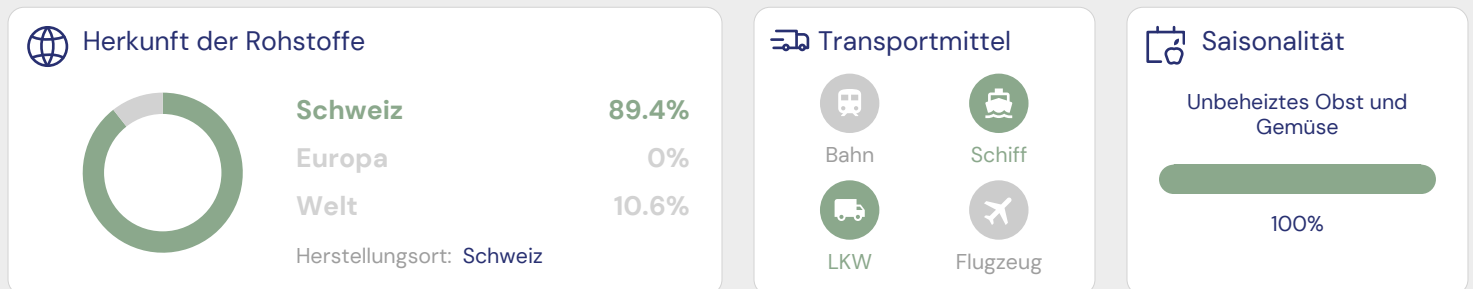 Herkunft der Rohstoffe
Schweiz 89.4%
Europa 0%
Welt 10.6%
Herstellungsort: Schweiz
Transportmittel
Bahn Schiff
LKW Flugzeug
Saisonalität
Unbeheiztes Obst und
Gemüse
100%